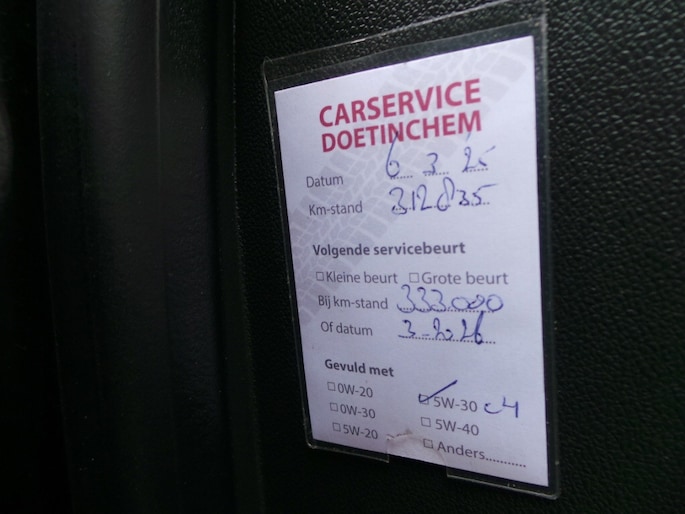 CARSERVICE
DOETINCHEM
Datum 6 3 25
Km-stand 312835
Volgende servicebeurt
Kleine beurt Grote beurt
Bij km-stand 333.000
Of datum 3-2026
Gevuld met
0W-20 5W-30 C4
0W-30 5W-40
5W-20 Anders...........